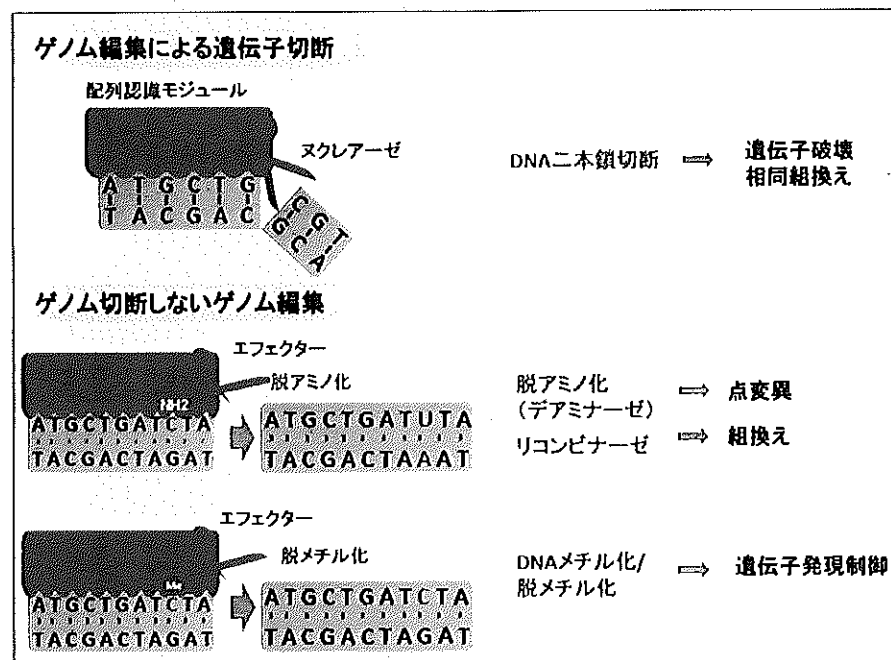 ゲノム編集による遺伝子切断
配列認識モジュール
ヌクレアーゼ
ATGCTG
TACGAC
CGT
GCA
DNA二本鎖切断 ⇒ 遺伝子破壊
相同組換え
ゲノム切断しないゲノム編集
エフェクター
脱アミノ化
NH2
ATGCTGATCTA
TACGACTAGAT
ATGCTGATUTA
TACGACTAAAT
脱アミノ化 ⇒ 点変異
(デアミナーゼ)
リコンビナーゼ ⇒ 組換え
エフェクター
脱メチル化
ATGCTGATCTA
TACGACTAGAT
ATGCTGATCTA
TACGACTAGAT
DNAメチル化/ ⇒ 遺伝子発現制御
脱メチル化